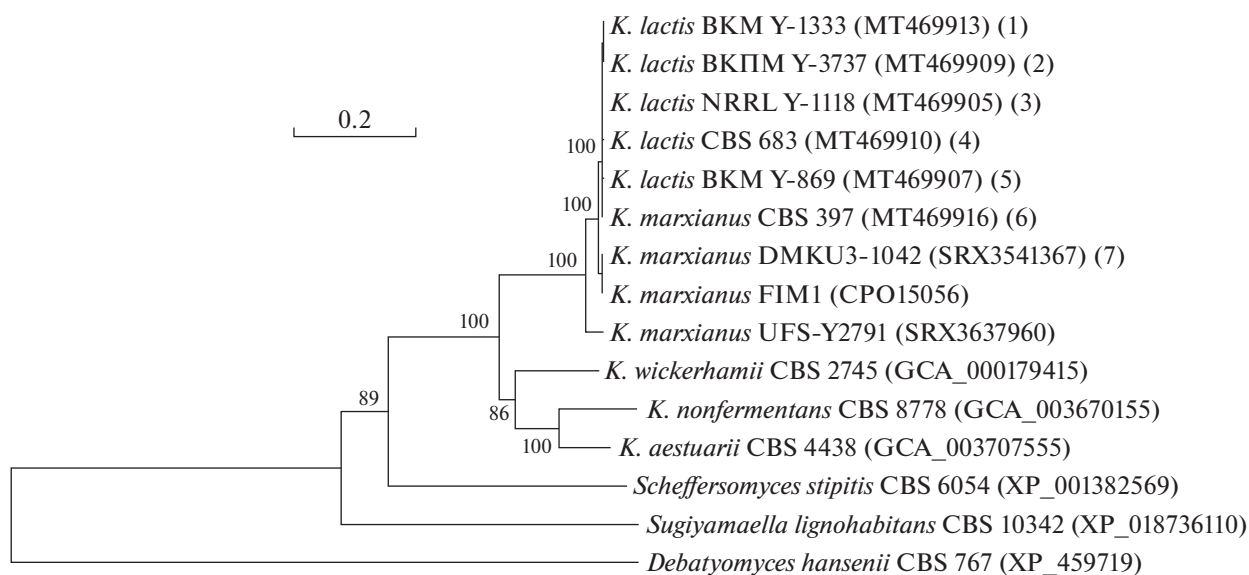 K. lactis BKM Y-1333 (MT469913) (1)
K. lactis ВКПМ Y-3737 (MT469909) (2)
K. lactis NRRL Y-1118 (MT469905) (3)
0.2
K. lactis CBS 683 (MT469910) (4)
100
K. lactis BKM Y-869 (MT469907) (5)
100
K. marxianus CBS 397 (MT469916) (6)
K. marxianus DMKU3-1042 (SRX3541367) (7)
100
K. marxianus FIM1 (CPO15056)
100
K. marxianus UFS-Y2791 (SRX3637960)
K. wickerhamii CBS 2745 (GCA_000179415)
89
86
K. nonfermentans CBS 8778 (GCA_003670155)
100
K. aestuarii CBS 4438 (GCA_003707555)
Scheffersomyces stipitis CBS 6054 (XP_001382569)
Sugiyamaella lignohabitans CBS 10342 (XP_018736110)
Debatyomyces hansenii CBS 767 (XP_459719)